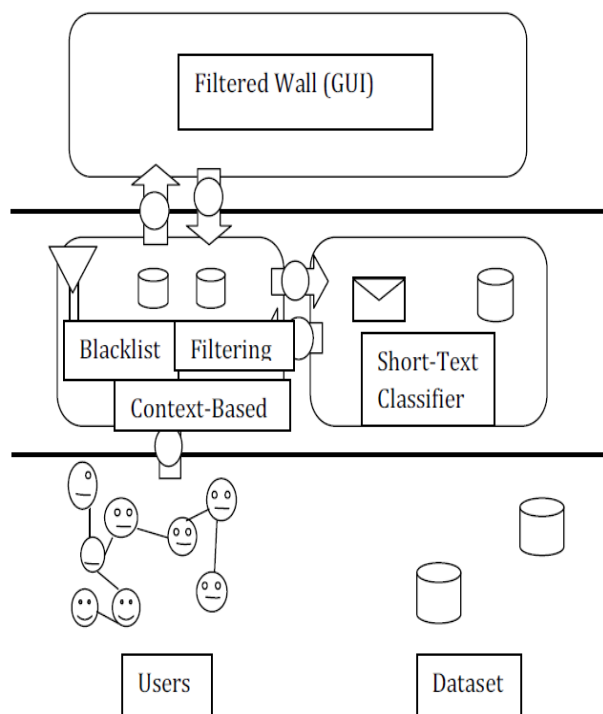 Filtered Wall (GUI)
Blacklist
Filtering
Context-Based
Short-Text
Classifier
Users
Dataset